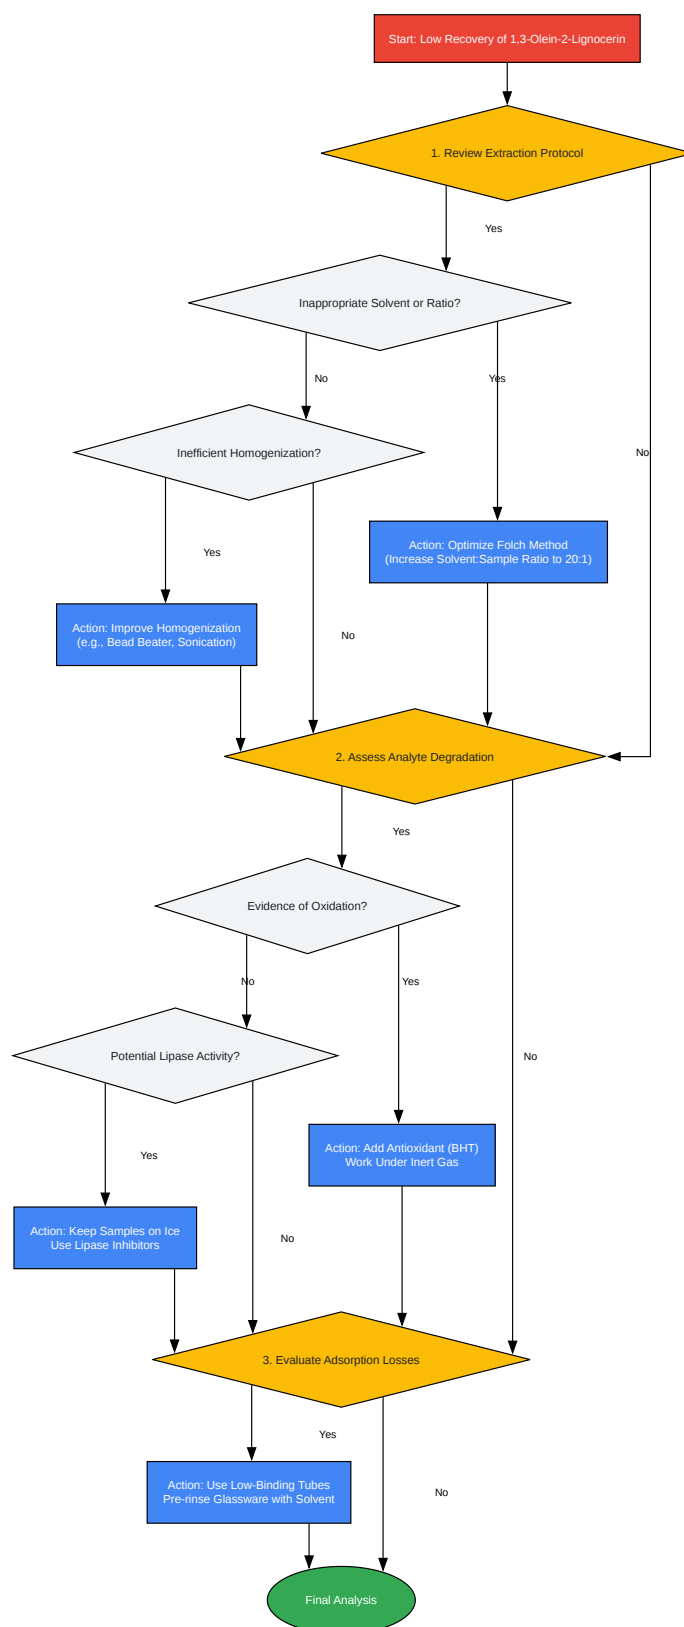 Start: Low Recovery of 1,3-Olein-2-Lignocerin
1. Review Extraction Protocol
Yes
Inappropriate Solvent or Ratio?
No
Yes
Inefficient Homogenization?
No
Action: Optimize Folch Method
(Increase Solvent:Sample Ratio to 20:1)
Yes
Action: Improve Homogenization
(e.g., Bead Beater, Sonication)
No
2. Assess Analyte Degradation
Yes
Evidence of Oxidation?
No
Yes
Potential Lipase Activity?
No
Action: Add Antioxidant (BHT)
Work Under Inert Gas
Yes
Action: Keep Samples on Ice
Use Lipase Inhibitors
No
3. Evaluate Adsorption Losses
Yes
Action: Use Low-Binding Tubes
Pre-rinse Glassware with Solvent
No
Final Analysis